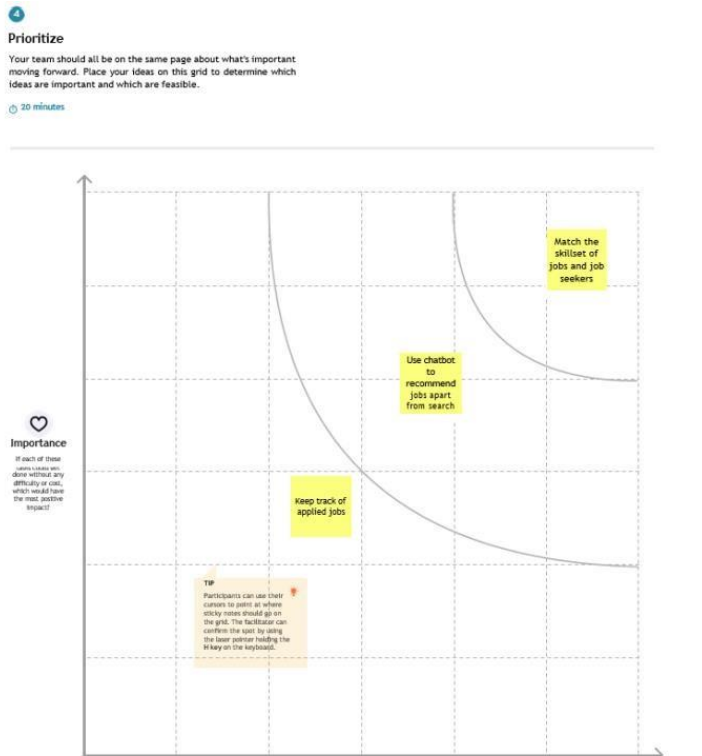 4
Prioritize
Your team should all be on the same page about what's important
moving forward. Place your ideas on this grid to determine which
ideas are important and which are feasible.
20 minutes
Match the
skillset of
jobs and job
seekers
Use chatbot
to
recommend
jobs apart
from search
Importance
If each of these
done without any
difficulty or cost,
which would have
the most positive
impact?
Keep track of
applied jobs
TIP
Participants can use their
cursors to point at where
sticky notes should go on
the grid. The facilitator can
confirm the spot by using
the laser pointer holding the
H key on the keyboard.